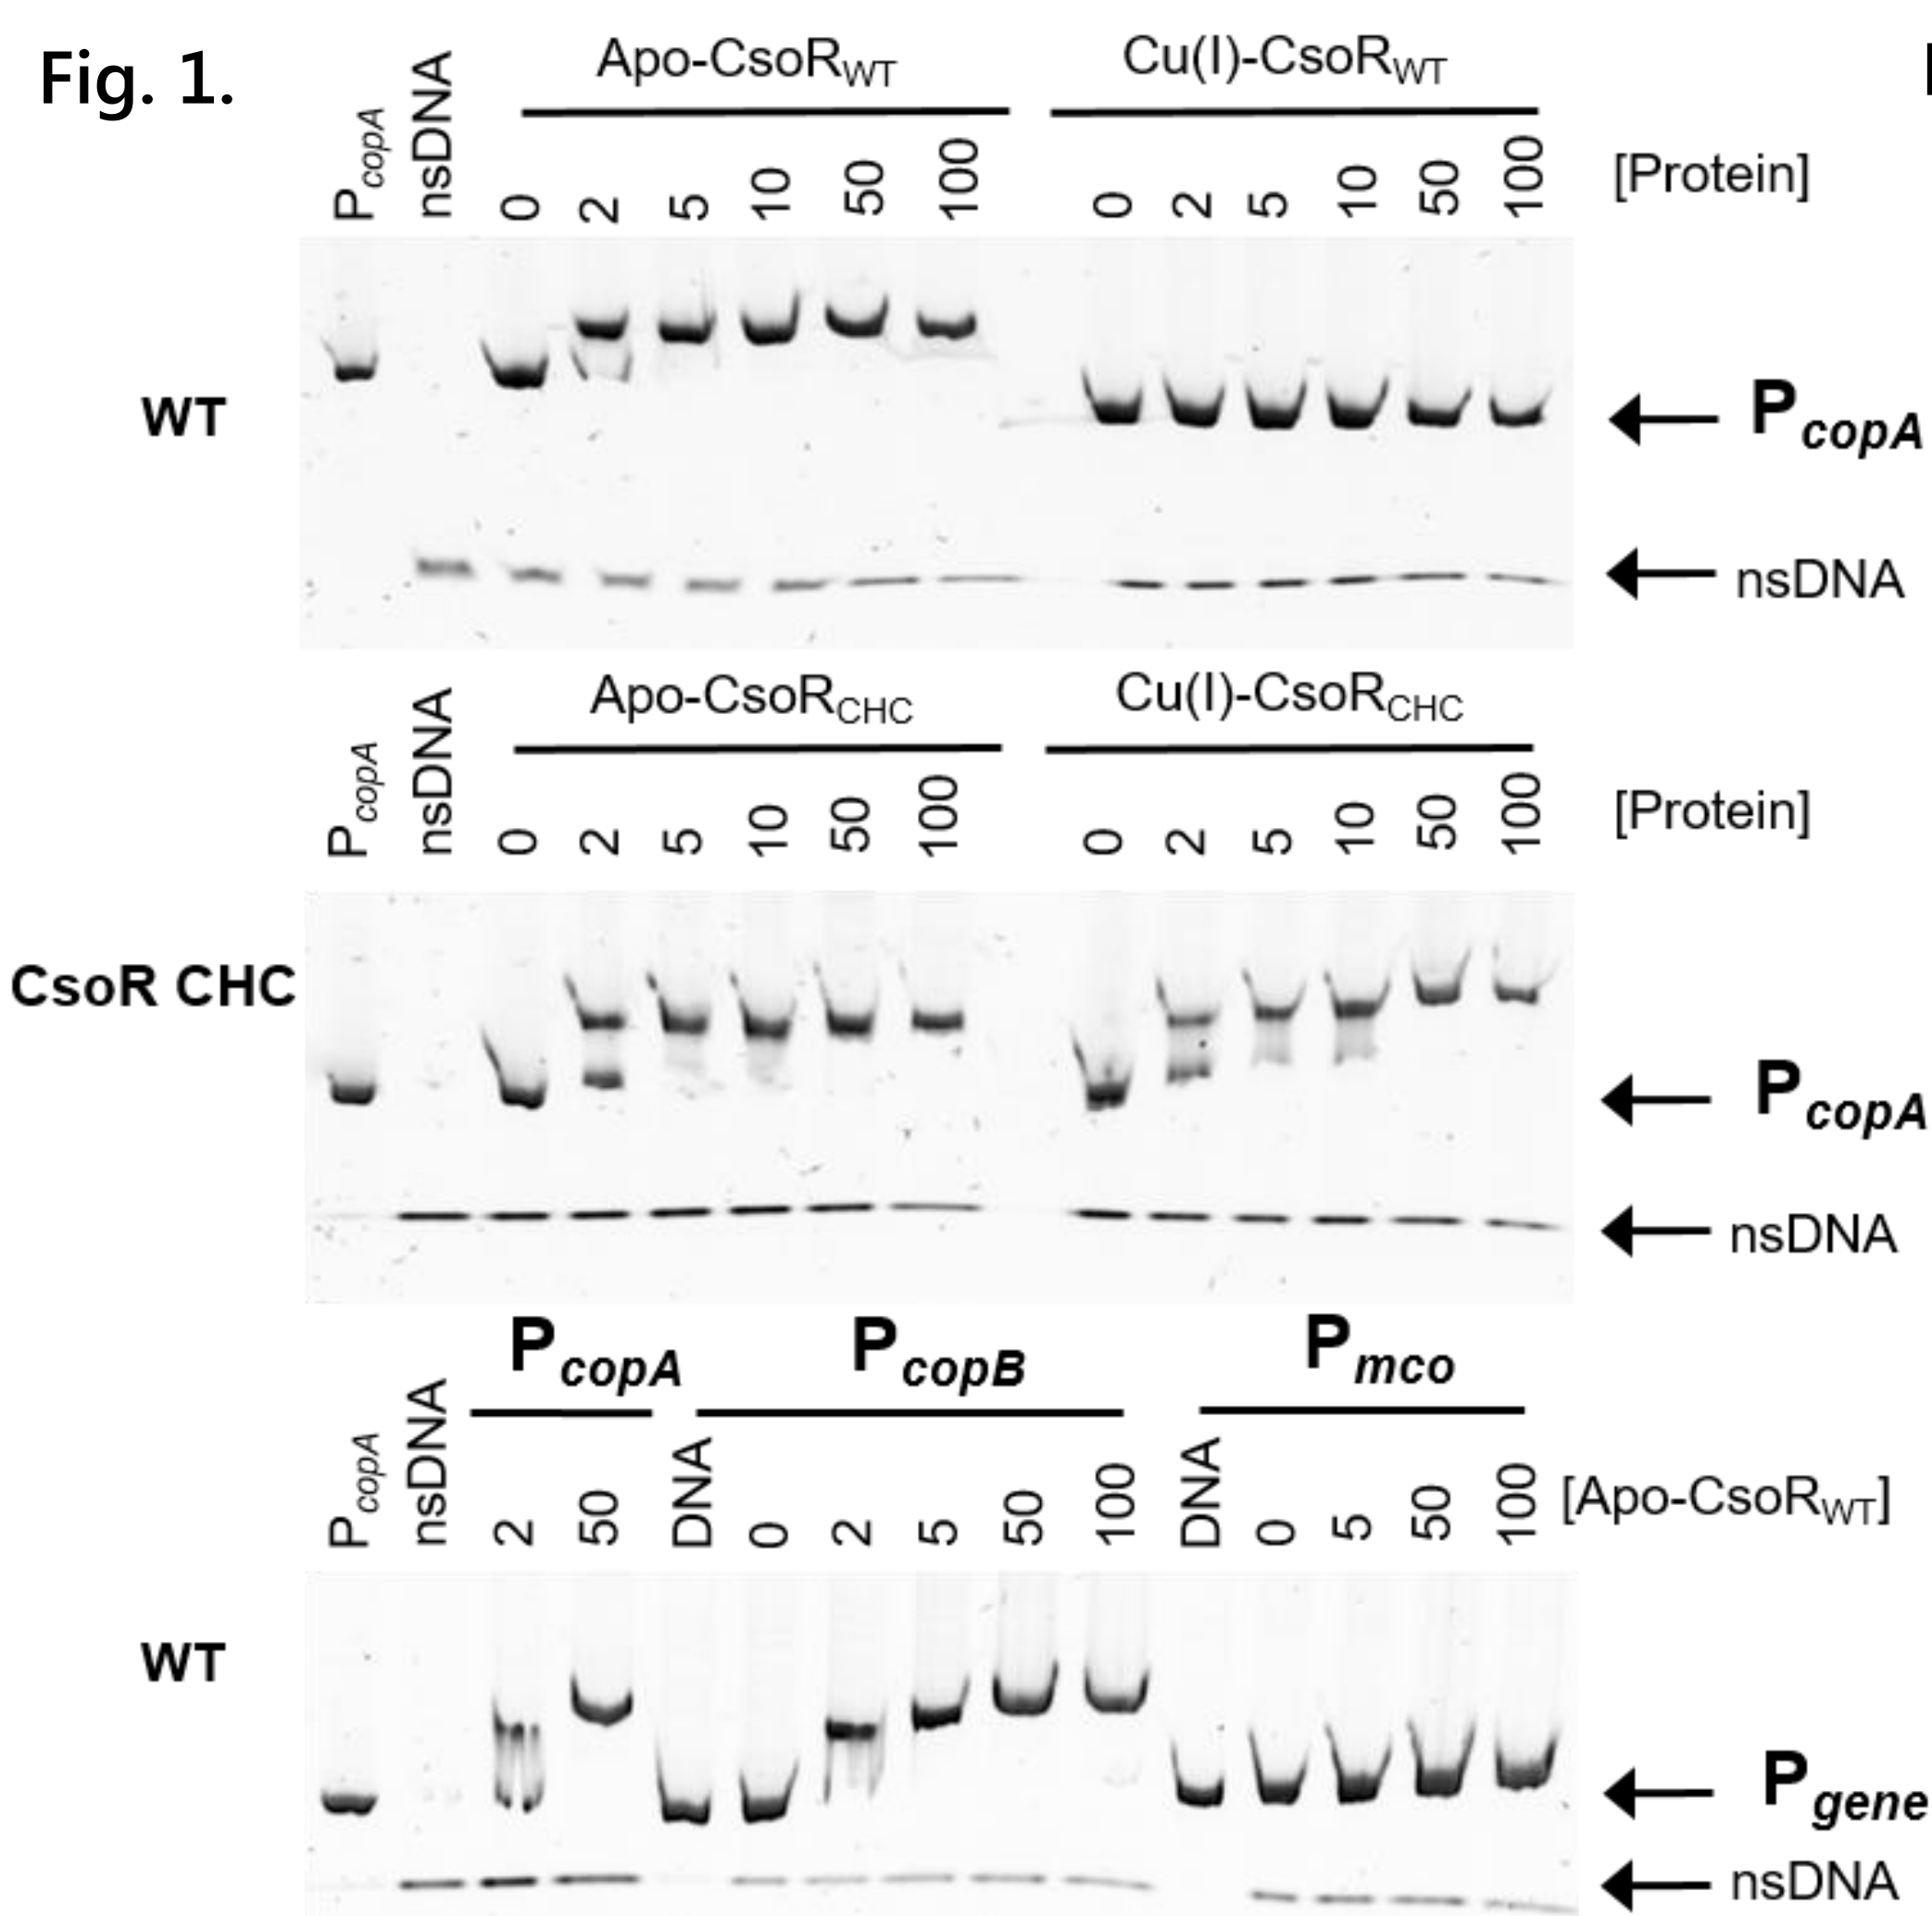 Fig. 1.
Apo-CsoRWT Cu(I)-CsoRWT
PcopA nsDNA 0 2 5 10 50 100 0 2 5 10 50 100 [Protein]
WT
PcopA
nsDNA
Apo-CsoRCHC Cu(I)-CsoRCHC
PcopA nsDNA 0 2 5 10 50 100 0 2 5 10 50 100 [Protein]
CsoR CHC
PcopA
nsDNA
PcopA PcopB Pmco
PcopA nsDNA 2 50 DNA 0 2 5 50 100 DNA 0 5 50 100 [Apo-CsoRWT]
WT
Pgene
nsDNA